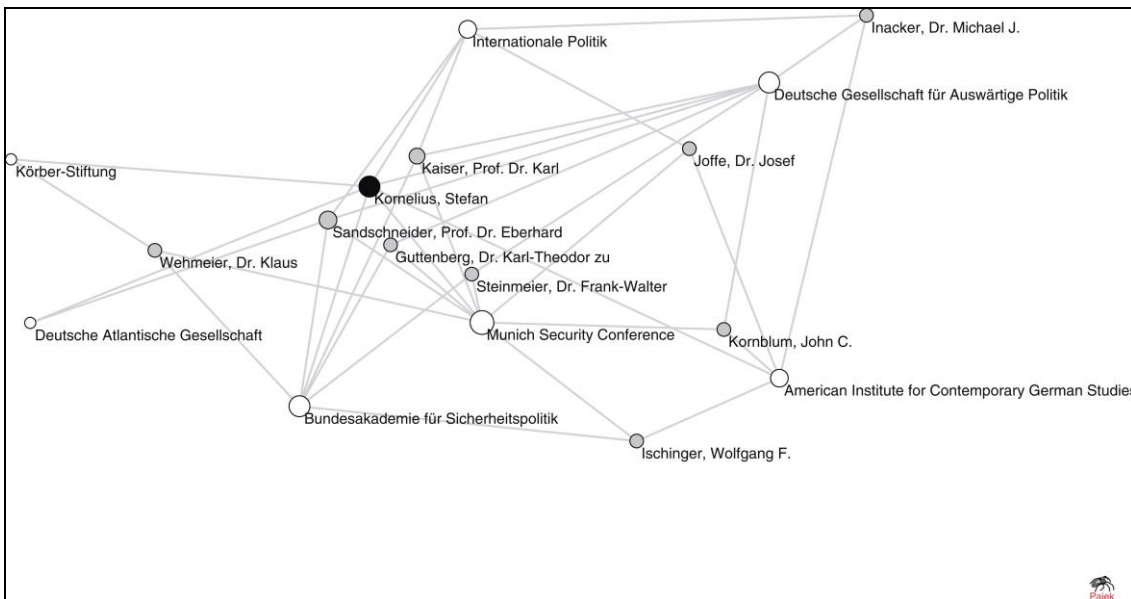 Inacker, Dr. Michael J.
Internationale Politik
Deutsche Gesellschaft für Auswärtige Politik
Joffe, Dr. Josef
Kaiser, Prof. Dr. Karl
Körber-Stiftung
Kornelius, Stefan
Sandschneider, Prof. Dr. Eberhard
Guttenberg, Dr. Karl-Theodor zu
Wehmeier, Dr. Klaus
Steinmeier, Dr. Frank-Walter
Deutsche Atlantische Gesellschaft
Munich Security Conference
Kornblum, John C.
American Institute for Contemporary German Studies
Bundesakademie für Sicherheitspolitik
Ischinger, Wolfgang F.
Pajek